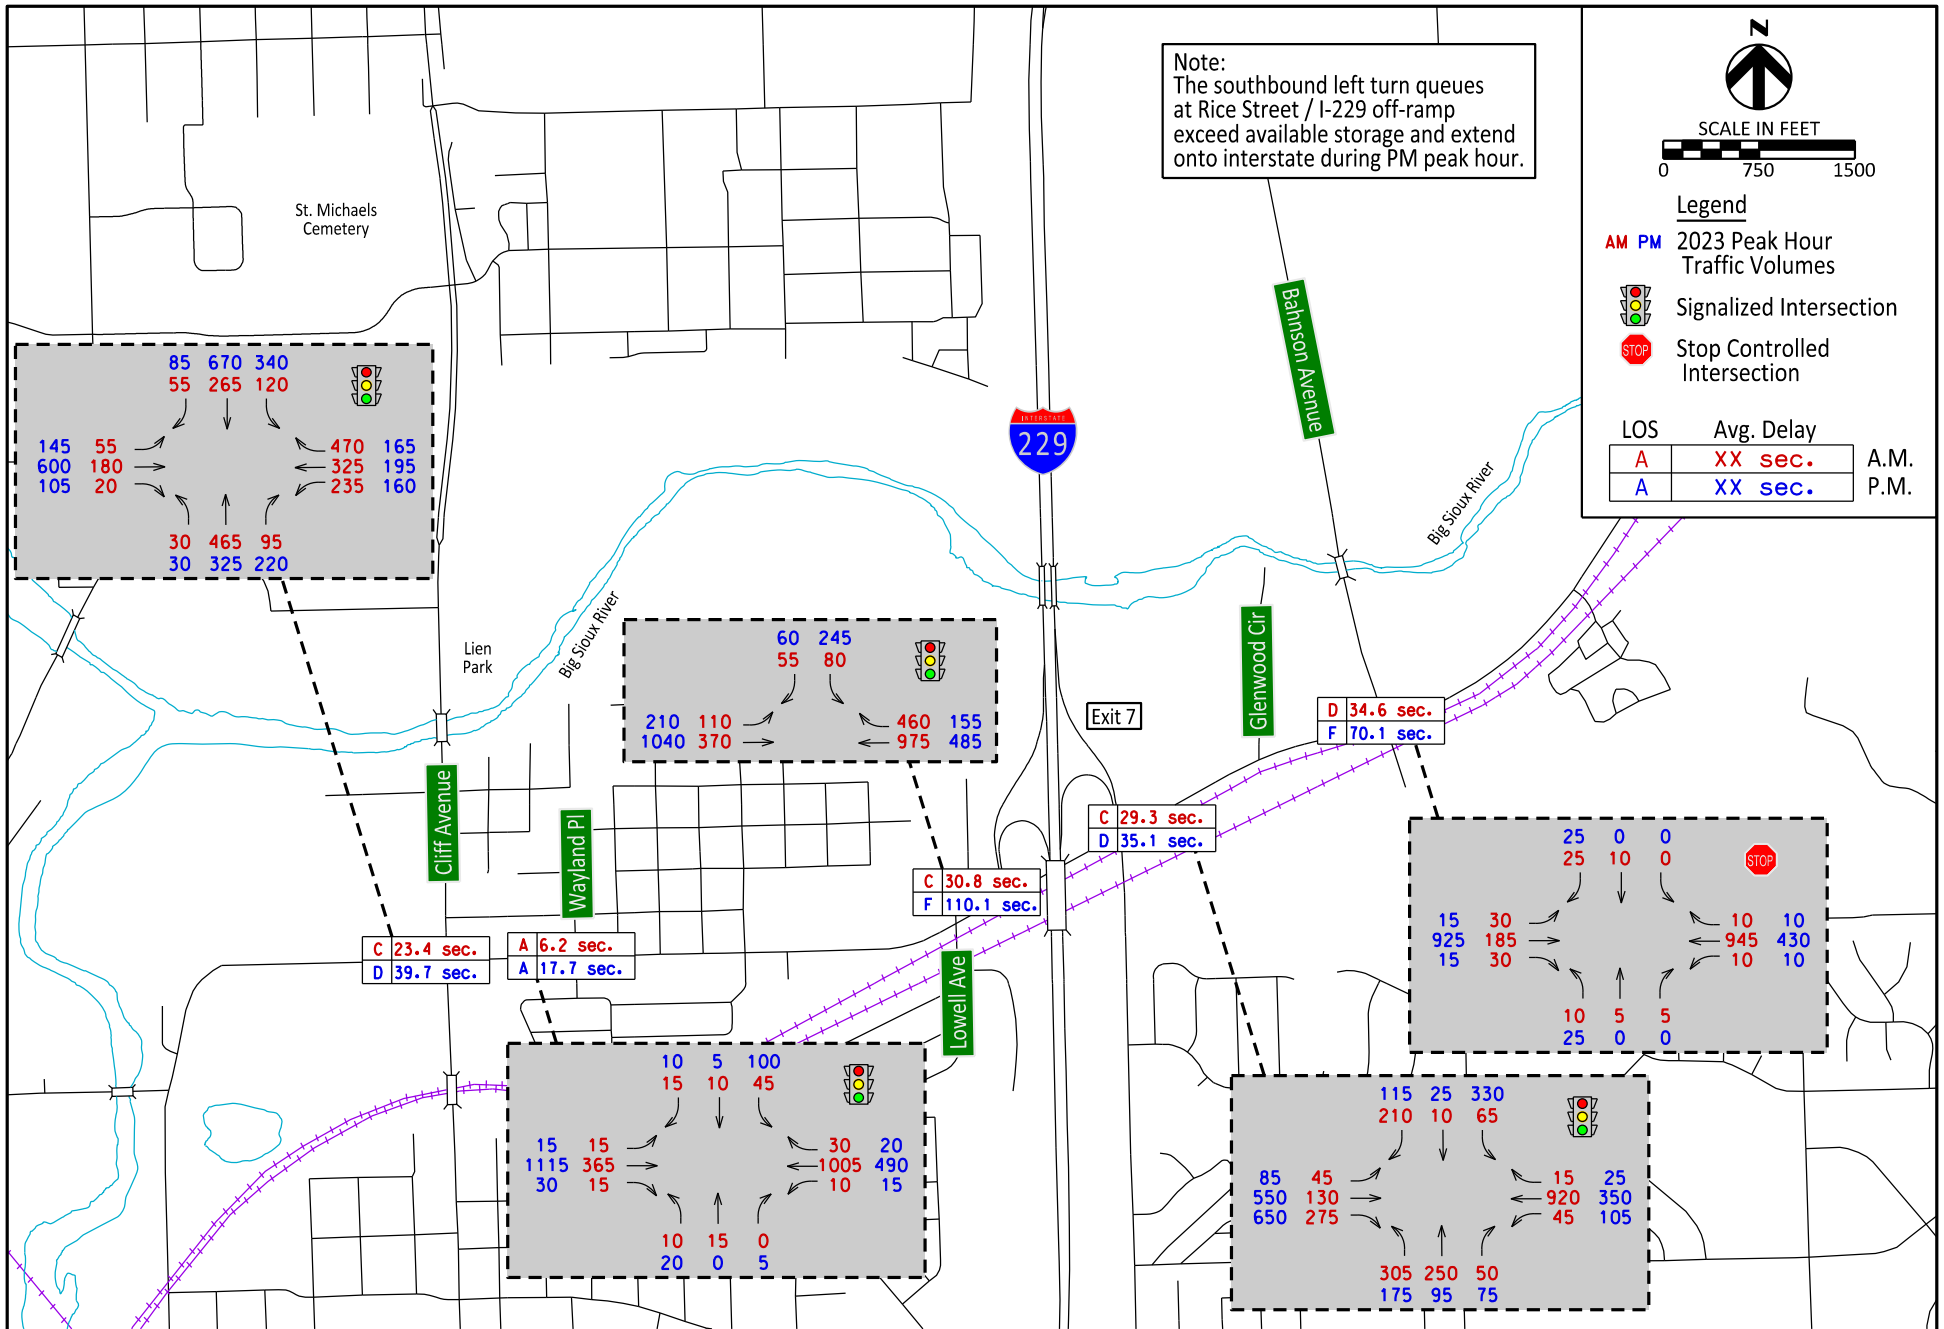 Note:
The southbound left turn queues
at Rice Street / I-229 off-ramp
exceed available storage and extend
onto interstate during PM peak hour.
N
SCALE IN FEET
0 750 1500
Legend
AM PM 2023 Peak Hour
Traffic Volumes
Signalized Intersection
STOP Stop Controlled
Intersection
LOS Avg. Delay
A XX sec. A.M.
A XX sec. P.M.
St. Michaels
Cemetery
85 670 340
55 265 120
145 55 470 165
600 180 325 195
105 20 235 160
30 465 95
30 325 220
INTERSTATE
229
Bahnson Avenue
Big Sioux River
Lien
Park
Big Sioux River
60 245
55 80
210 110 460 155
1040 370 975 485
Exit 7
Glenwood Cir
D 34.6 sec.
F 70.1 sec.
Cliff Avenue
Wayland Pl
C 29.3 sec.
D 35.1 sec.
C 30.8 sec.
F 110.1 sec.
C 23.4 sec.
D 39.7 sec.
A 6.2 sec.
A 17.7 sec.
Lowell Ave
25 0 0
25 10 0
STOP
15 30 10 10
925 185 945 430
15 30 10 10
10 5 5
25 0 0
10 5 100
15 10 45
15 15 30 20
1115 365 1005 490
30 15 10 15
10 15 0
20 0 5
115 25 330
210 10 65
85 45 15 25
550 130 920 350
650 275 45 105
305 250 50
175 95 75